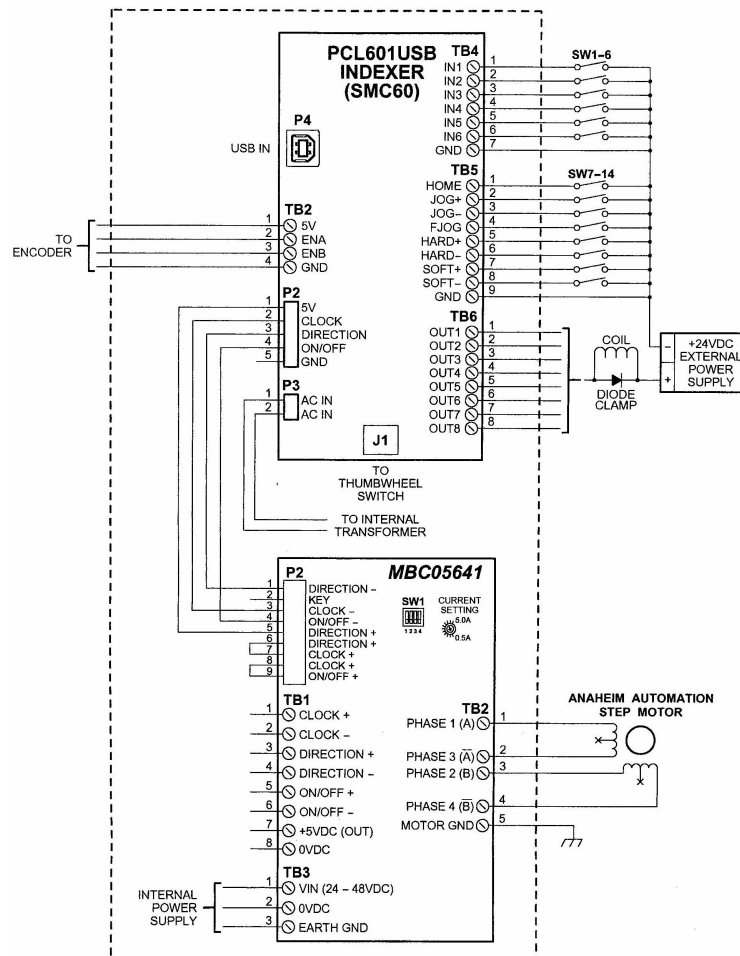 PCL601USB
INDEXER
(SMC60)
P4
USB IN
TB4
IN1 1
IN2 2
IN3 3
IN4 4
IN5 5
IN6 6
GND 7
SW1–6
TB5
HOME 1
JOG+ 2
JOG– 3
FJOG 4
HARD+ 5
HARD– 6
SOFT+ 7
SOFT– 8
GND 9
SW7–14
TO
ENCODER
TB2
1 5V
2 ENA
3 ENB
4 GND
P2
1 5V
2 CLOCK
3 DIRECTION
4 ON/OFF
5 GND
P3
1 AC IN
2 AC IN
TB6
OUT1 1
OUT2 2
OUT3 3
OUT4 4
OUT5 5
OUT6 6
OUT7 7
OUT8 8
COIL
DIODE
CLAMP
–
+
+24VDC
EXTERNAL
POWER
SUPPLY
J1
TO
THUMBWHEEL
SWITCH
TO INTERNAL
TRANSFORMER
MBC05641
P2
1 DIRECTION –
2 KEY
3 CLOCK –
4 ON/OFF –
5 DIRECTION +
6 DIRECTION +
7 CLOCK +
8 CLOCK +
9 ON/OFF +
SW1
1 2 3 4
CURRENT
SETTING
5.0A
0.5A
TB1
1 CLOCK +
2 CLOCK –
3 DIRECTION +
4 DIRECTION –
5 ON/OFF +
6 ON/OFF –
7 +5VDC (OUT)
8 0VDC
TB2
PHASE 1 (A) 1
PHASE 3 (A̅) 2
PHASE 2 (B) 3
PHASE 4 (B̅) 4
MOTOR GND 5
ANAHEIM AUTOMATION
STEP MOTOR
TB3
1 VIN (24 – 48VDC)
2 0VDC
3 EARTH GND
INTERNAL
POWER
SUPPLY